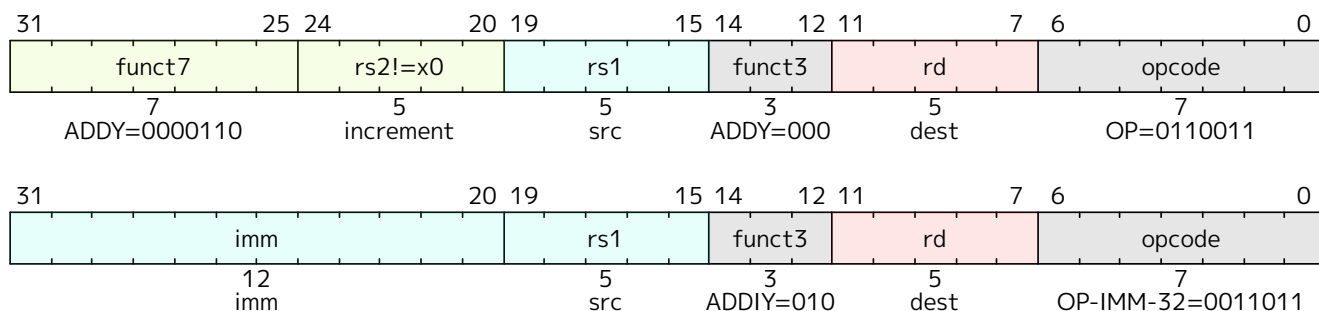 31 25 24 20 19 15 14 12 11 7 6 0
funct7 rs2!=x0 rs1 funct3 rd opcode
7 5 5 3 5 7
ADDY=0000110 increment src ADDY=000 dest OP=0110011
31 20 19 15 14 12 11 7 6 0
imm rs1 funct3 rd opcode
12 5 3 5 7
imm src ADDIY=010 dest OP-IMM-32=0011011